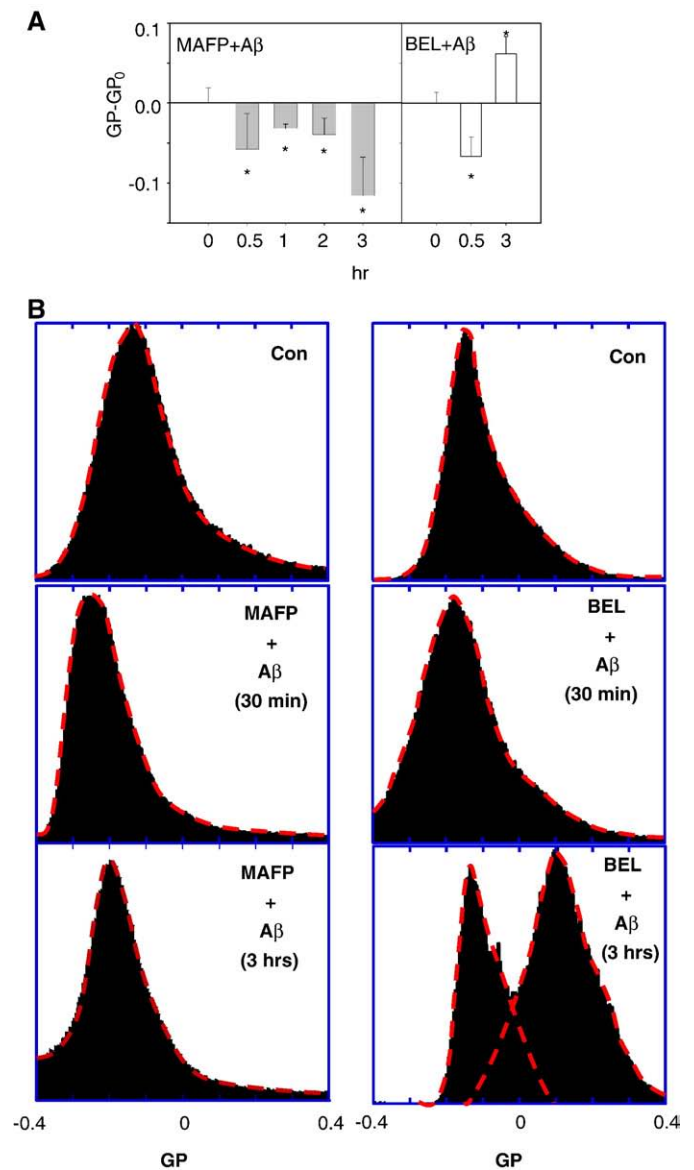 A
MAFP+Aβ
BEL+Aβ
GP-GP₀
0.1
0.0
-0.1
*
*
*
*
*
*
0 0.5 1 2 3
0 0.5 3
hr
B
Con
Con
MAFP
+
Aβ
(30 min)
BEL
+
Aβ
(30 min)
MAFP
+
Aβ
(3 hrs)
BEL
+
Aβ
(3 hrs)
-0.4 0 0.4
-0.4 0 0.4
GP
GP